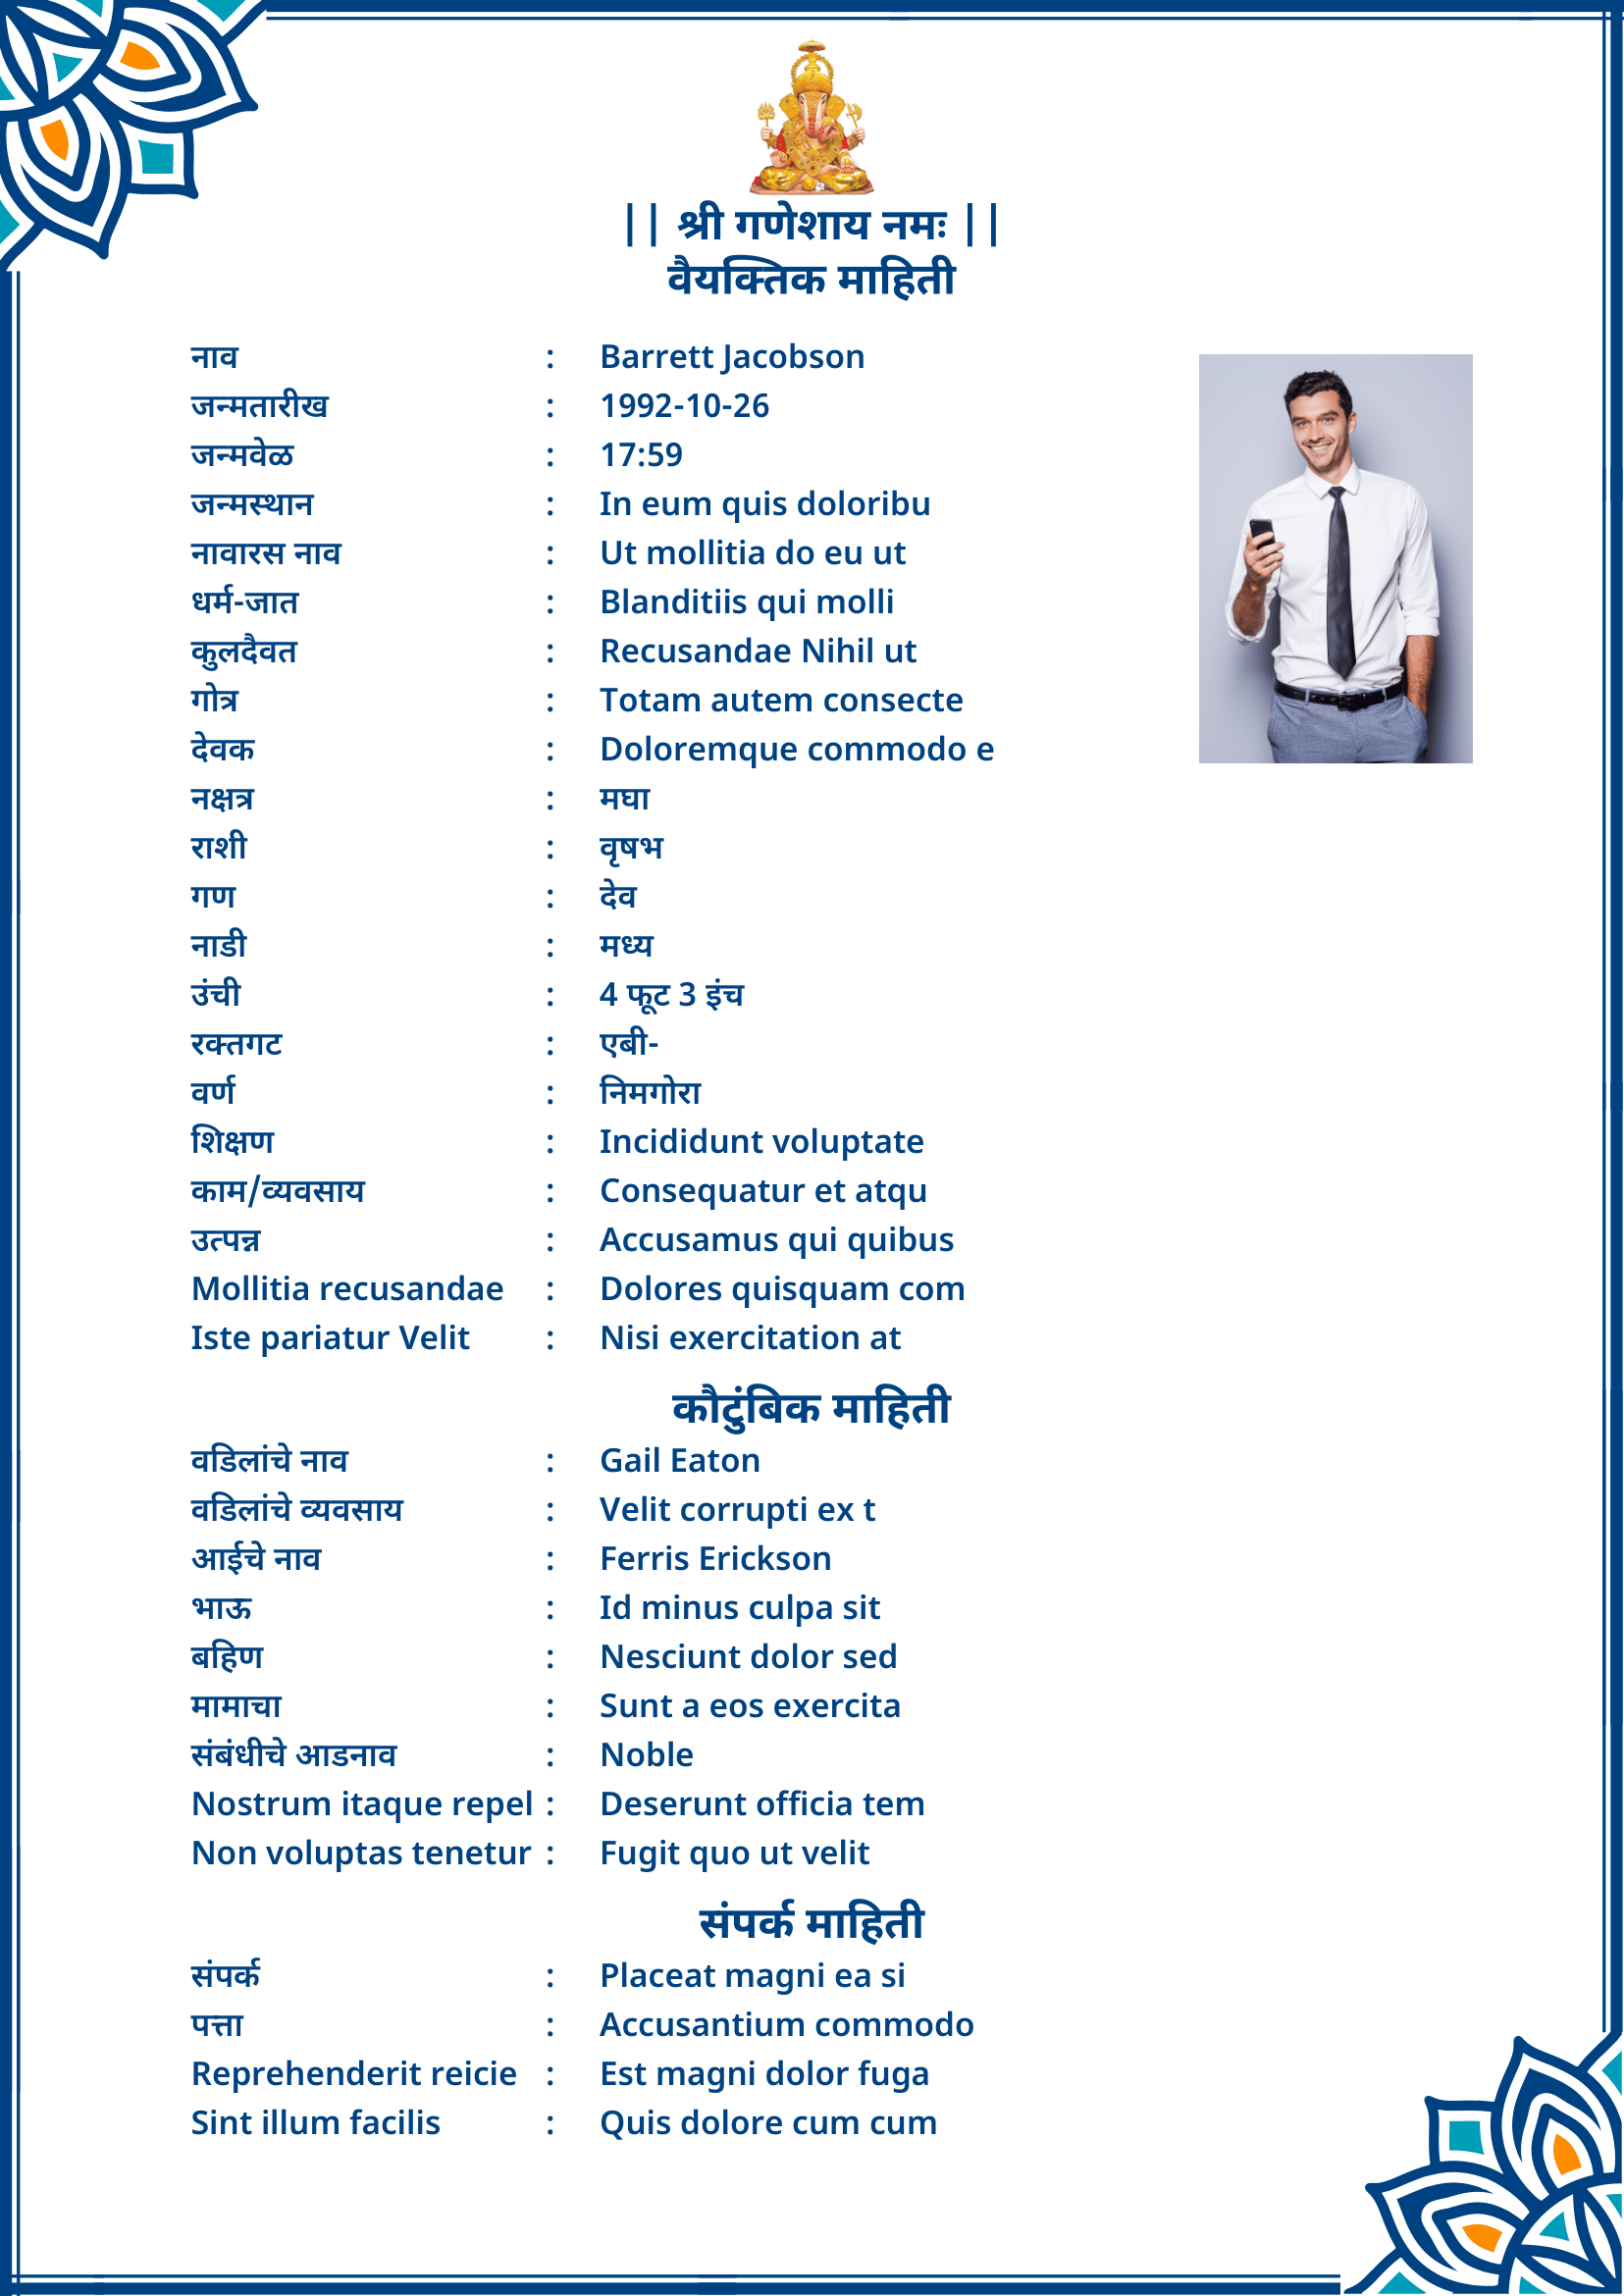 || श्री गणेशाय नमः ||
वैयक्तिक माहिती
नाव : Barrett Jacobson
जन्मतारीख : 1992-10-26
जन्मवेळ : 17:59
जन्मस्थान : In eum quis doloribu
नावारस नाव : Ut mollitia do eu ut
धर्म-जात : Blanditiis qui molli
कुलदैवत : Recusandae Nihil ut
गोत्र : Totam autem consecte
देवक : Doloremque commodo e
नक्षत्र : मघा
राशी : वृषभ
गण : देव
नाडी : मध्य
उंची : 4 फूट 3 इंच
रक्तगट : एबी-
वर्ण : निमगोरा
शिक्षण : Incididunt voluptate
काम/व्यवसाय : Consequatur et atqu
उत्पन्न : Accusamus qui quibus
Mollitia recusandae : Dolores quisquam com
Iste pariatur Velit : Nisi exercitation at
कौटुंबिक माहिती
वडिलांचे नाव : Gail Eaton
वडिलांचे व्यवसाय : Velit corrupti ex t
आईचे नाव : Ferris Erickson
भाऊ : Id minus culpa sit
बहिण : Nesciunt dolor sed
मामाचा : Sunt a eos exercita
संबंधीचे आडनाव : Noble
Nostrum itaque repel : Deserunt officia tem
Non voluptas tenetur : Fugit quo ut velit
संपर्क माहिती
संपर्क : Placeat magni ea si
पत्ता : Accusantium commodo
Reprehenderit reicie : Est magni dolor fuga
Sint illum facilis : Quis dolore cum cum